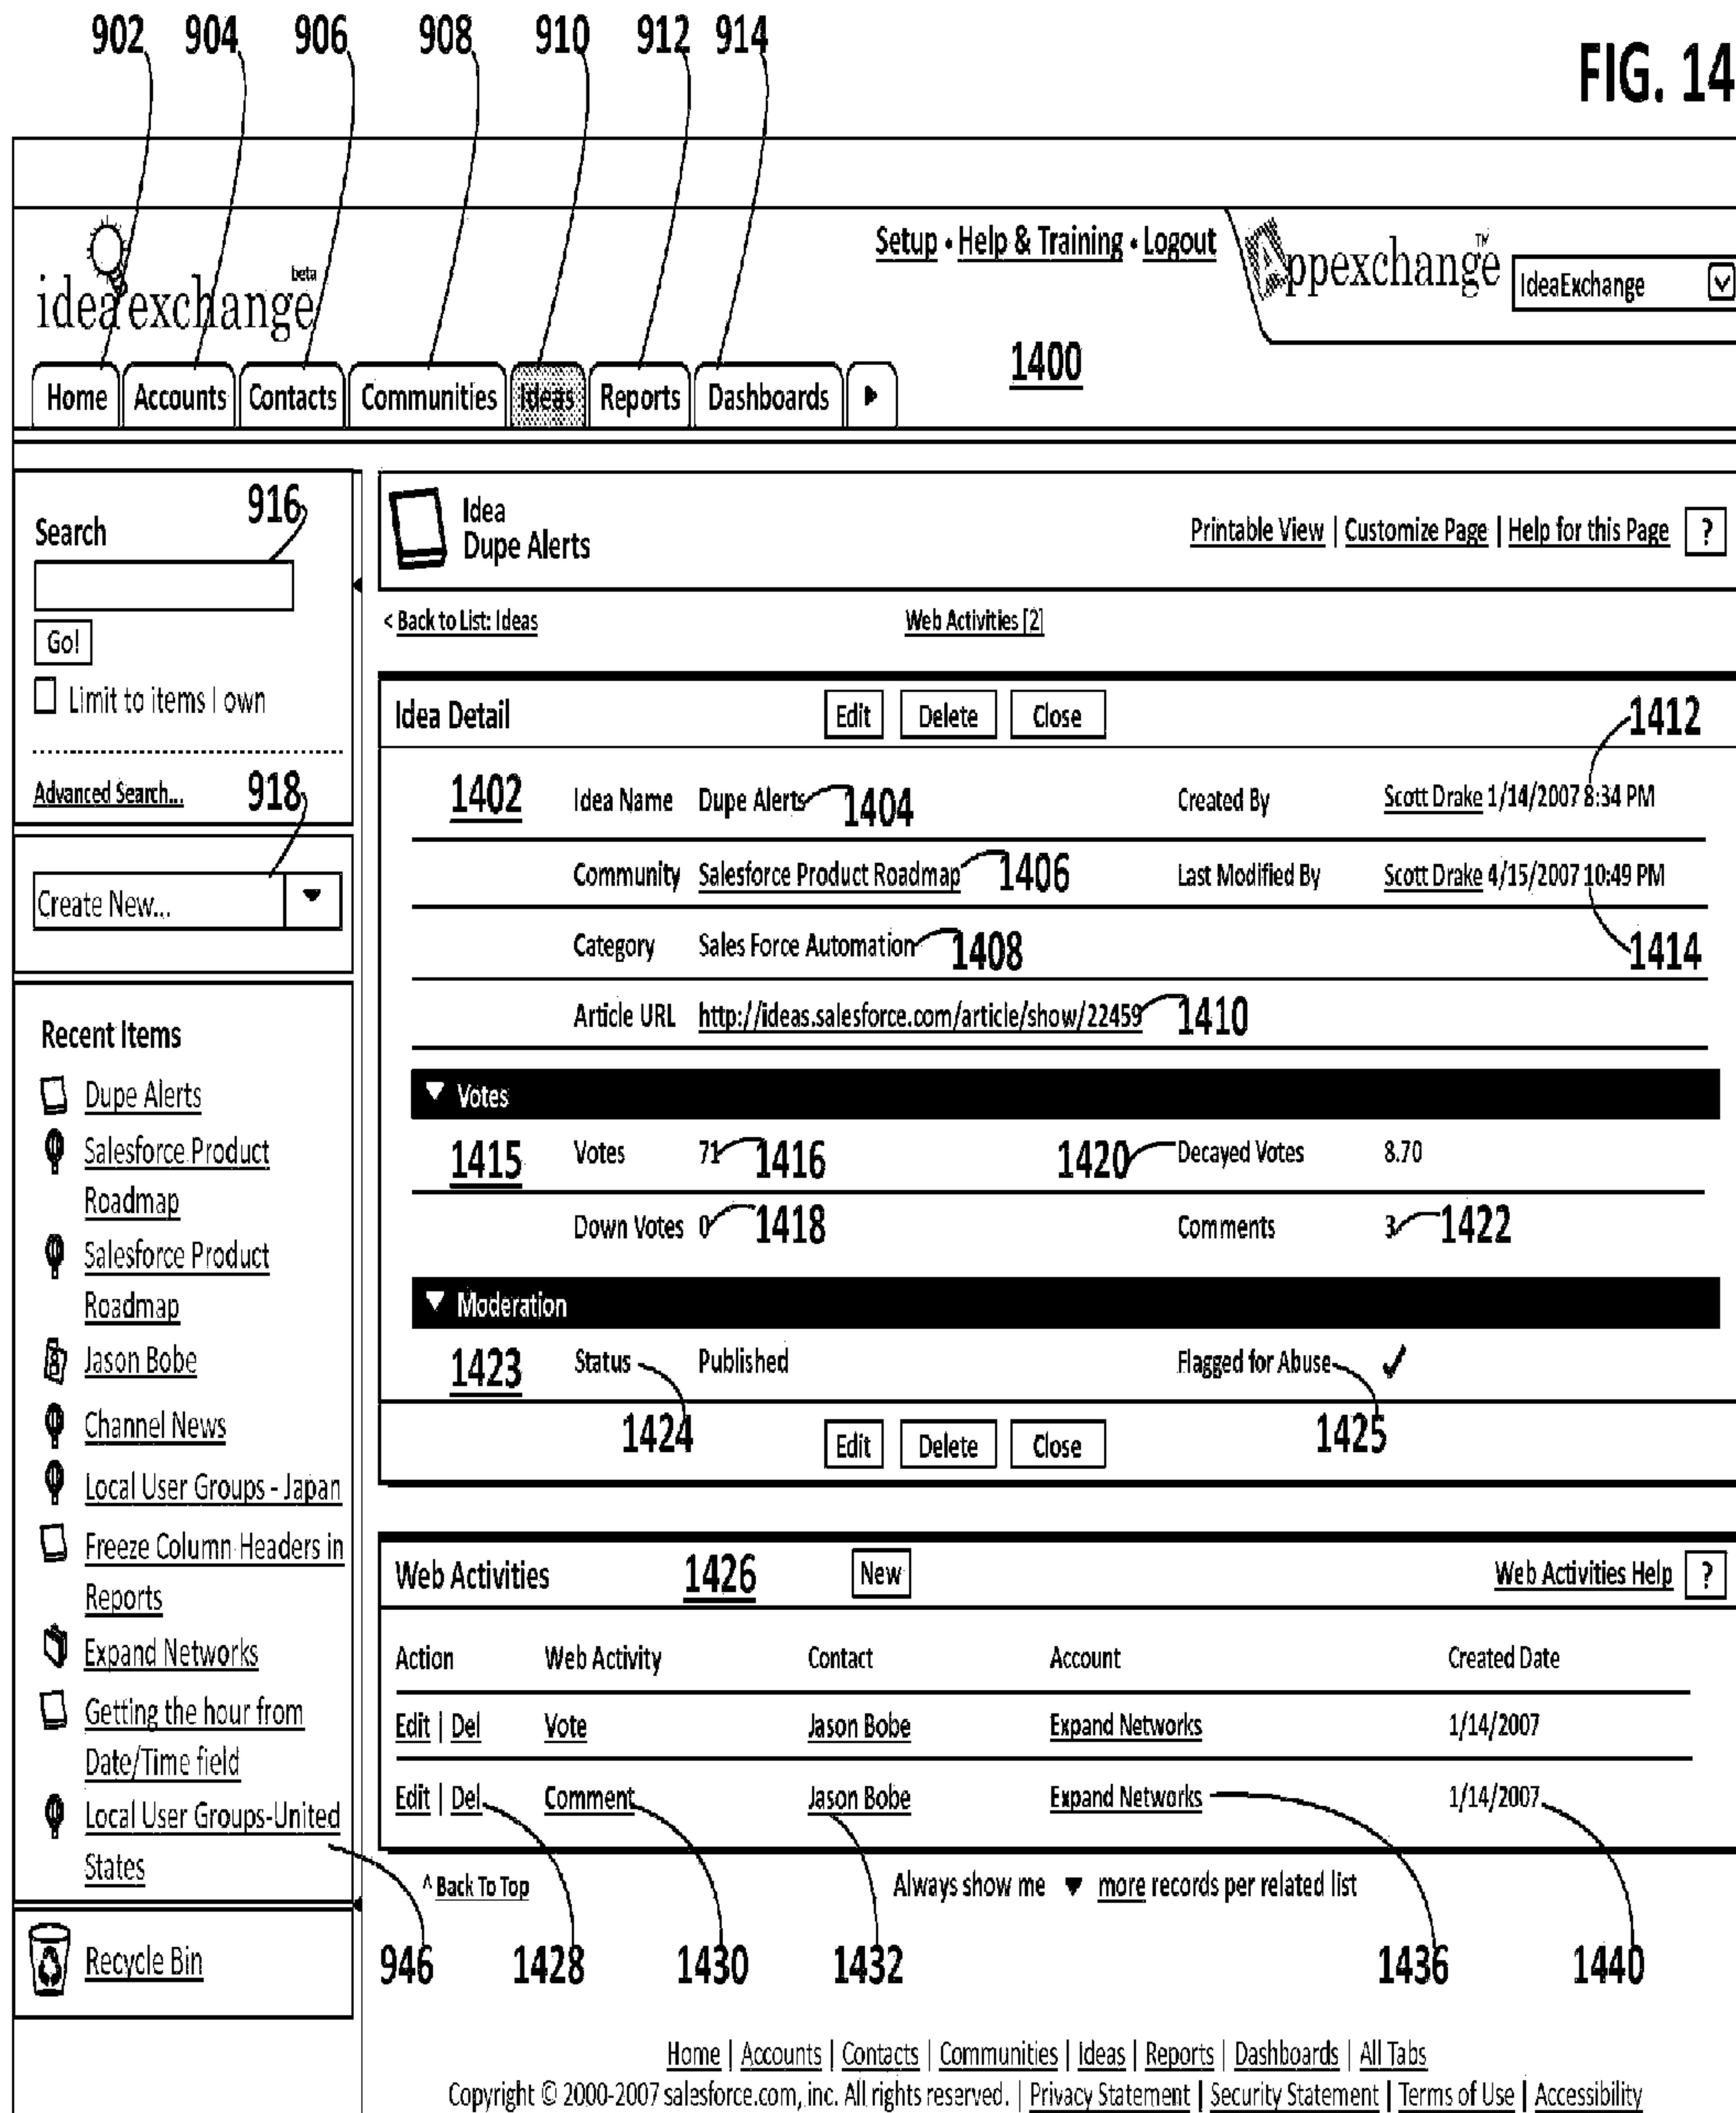 902 904 906 908 910 912 914
FIG. 14
idea exchange beta
Setup • Help & Training • Logout
Appexchange™
IdeaExchange
1400
Home Accounts Contacts Communities Ideas Reports Dashboards
Search 916
Go!
Limit to items I own
Advanced Search... 918
Create New...
Recent Items
Dupe Alerts
Salesforce Product
Roadmap
Salesforce Product
Roadmap
Jason Bobe
Channel News
Local User Groups - Japan
Freeze Column Headers in
Reports
Expand Networks
Getting the hour from
Date/Time field
Local User Groups-United
States
Recycle Bin
Idea
Dupe Alerts
Printable View | Customize Page | Help for this Page ?
< Back to List: Ideas Web Activities [2]
Idea Detail Edit Delete Close 1412
1402 Idea Name Dupe Alerts 1404 Created By Scott Drake 1/14/2007 8:34 PM
Community Salesforce Product Roadmap 1406 Last Modified By Scott Drake 4/15/2007 10:49 PM
Category Sales Force Automation 1408 1414
Article URL http://ideas.salesforce.com/article/show/22459 1410
▼ Votes
1415 Votes 71 1416 1420 Decayed Votes 8.70
Down Votes 0 1418 Comments 3 1422
▼ Moderation
1423 Status Published Flagged for Abuse ✓
1424 Edit Delete Close 1425
Web Activities 1426 New Web Activities Help ?
Action Web Activity Contact Account Created Date
Edit | Del Vote Jason Bobe Expand Networks 1/14/2007
Edit | Del Comment Jason Bobe Expand Networks 1/14/2007
^ Back To Top Always show me ▼ more records per related list
946 1428 1430 1432 1436 1440
Home | Accounts | Contacts | Communities | Ideas | Reports | Dashboards | All Tabs
Copyright © 2000-2007 salesforce.com, inc. All rights reserved. | Privacy Statement | Security Statement | Terms of Use | Accessibility